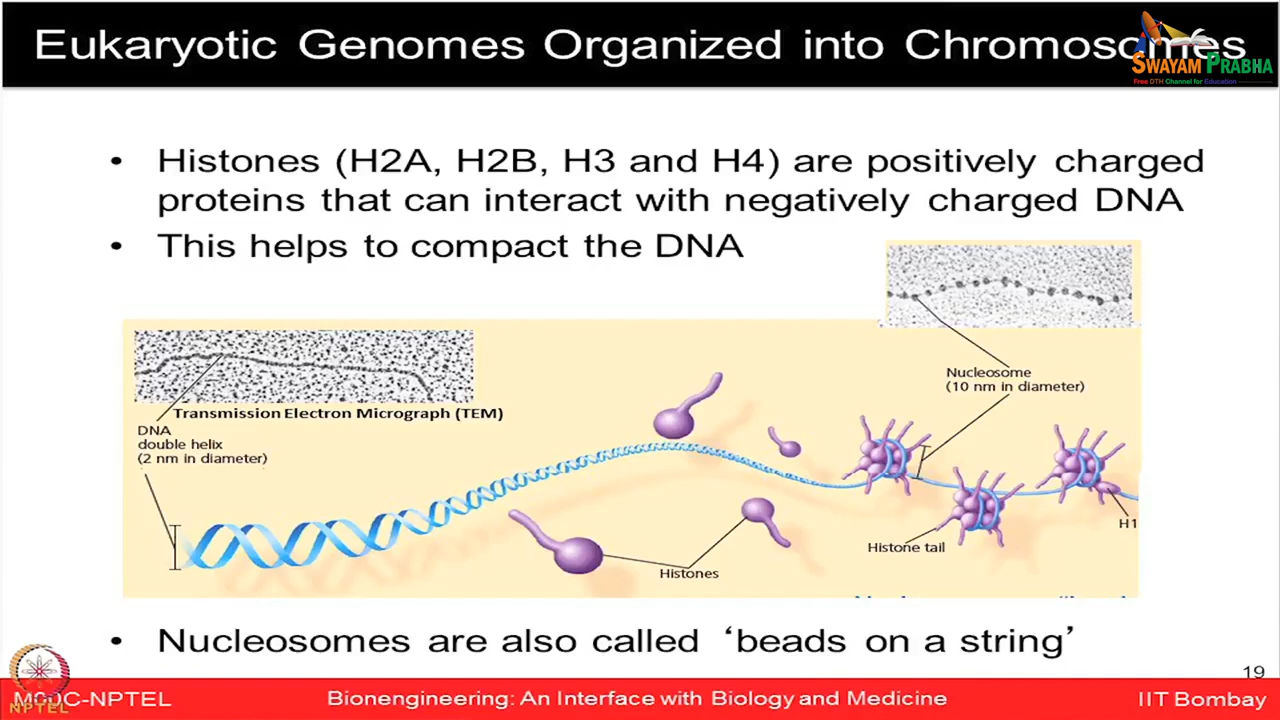 Eukaryotic Genomes Organized into Chromosomes
SWAYAM PRABHA
Free DTH Channel for Education
• Histones (H2A, H2B, H3 and H4) are positively charged
proteins that can interact with negatively charged DNA
• This helps to compact the DNA
Transmission Electron Micrograph (TEM)
DNA
double helix
(2 nm in diameter)
Nucleosome
(10 nm in diameter)
H1
Histone tail
Histones
• Nucleosomes are also called ‘beads on a string’
19
NPTEL
Bionengineering: An Interface with Biology and Medicine
IIT Bombay